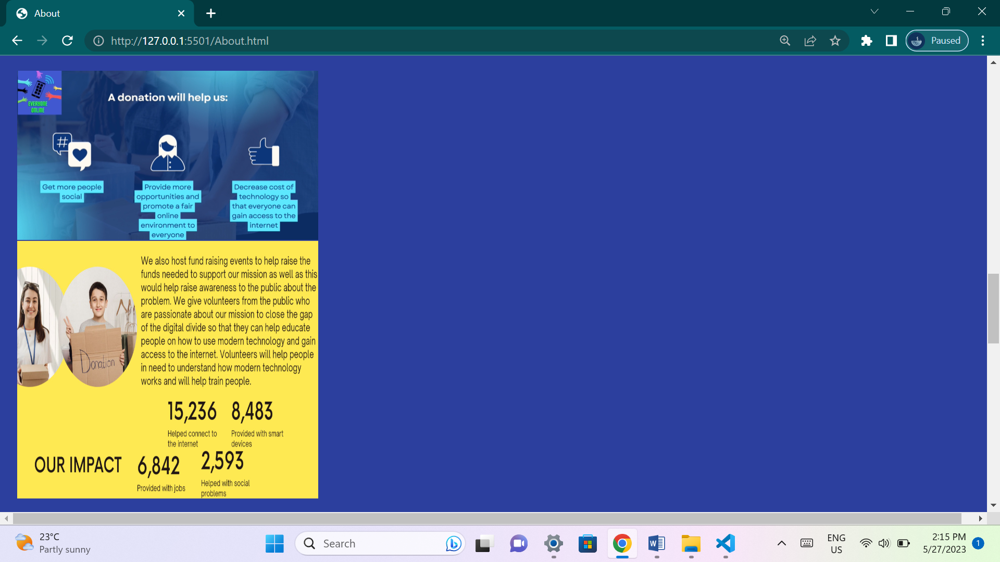 About
http://127.0.0.1:5501/About.html
Paused
EVERYONE
ONLINE
A donation will help us:
#
Get more people
social
Provide more
opportunities and
promote a fair
online
environment to
everyone
Decrease cost of
technology so
that everyone can
gain access to the
internet
We also host fund raising events to help raise the
funds needed to support our mission as well as this
would help raise awareness to the public about the
problem. We give volunteers from the public who
are passionate about our mission to close the gap
of the digital divide so that they can help educate
people on how to use modern technology and gain
access to the internet. Volunteers will help people
in need to understand how modern technology
works and will help train people.
Donation
15,236
Helped connect to
the internet
8,483
Provided with smart
devices
OUR IMPACT
6,842
Provided with jobs
2,593
Helped with social
problems
23°C
Partly sunny
Search
W
ENG
US
2:15 PM
5/27/2023
1